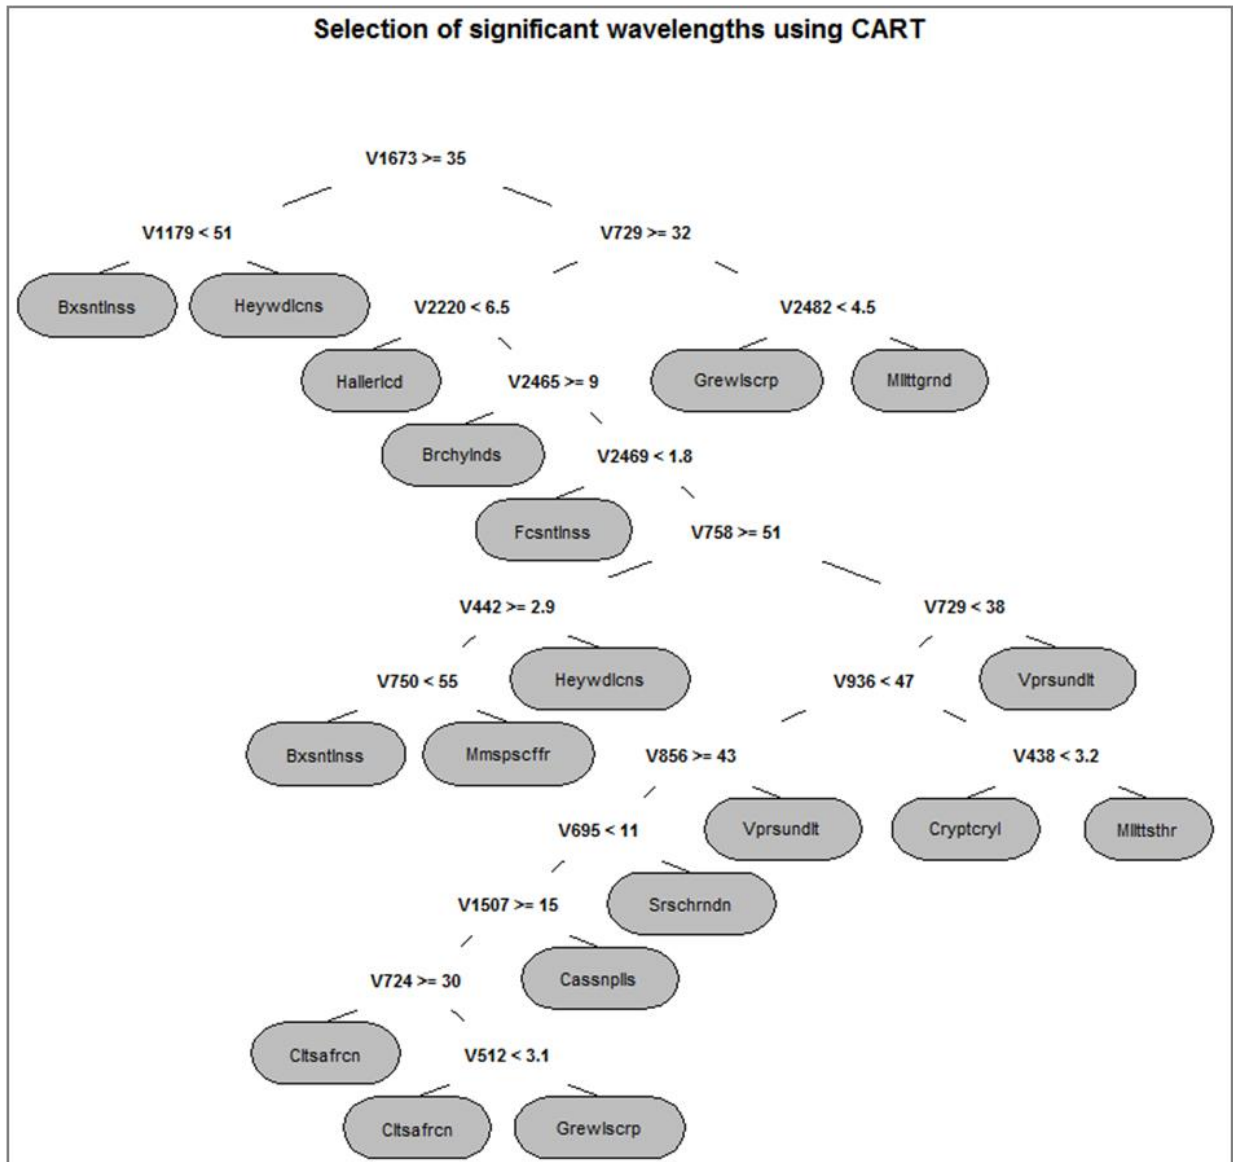 Selection of significant wavelengths using CART
V1673 >= 35
V1179 < 51
V729 >= 32
Bxsntlnss
Heywdlcns
V2220 < 6.5
V2482 < 4.5
Hallerlcd
V2465 >= 9
Grewlscrp
Mllttgrnd
Brchylnds
V2469 < 1.8
Fcsntlnss
V758 >= 51
V442 >= 2.9
V729 < 38
V750 < 55
Heywdlcns
V936 < 47
Vprsundlt
Bxsntlnss
Mmspscffr
V856 >= 43
V438 < 3.2
V695 < 11
Vprsundlt
Cryptcryl
Mllttsthr
V1507 >= 15
Srschrndn
V724 >= 30
Cassnplls
Cltsafrcn
V512 < 3.1
Cltsafrcn
Grewlscrp